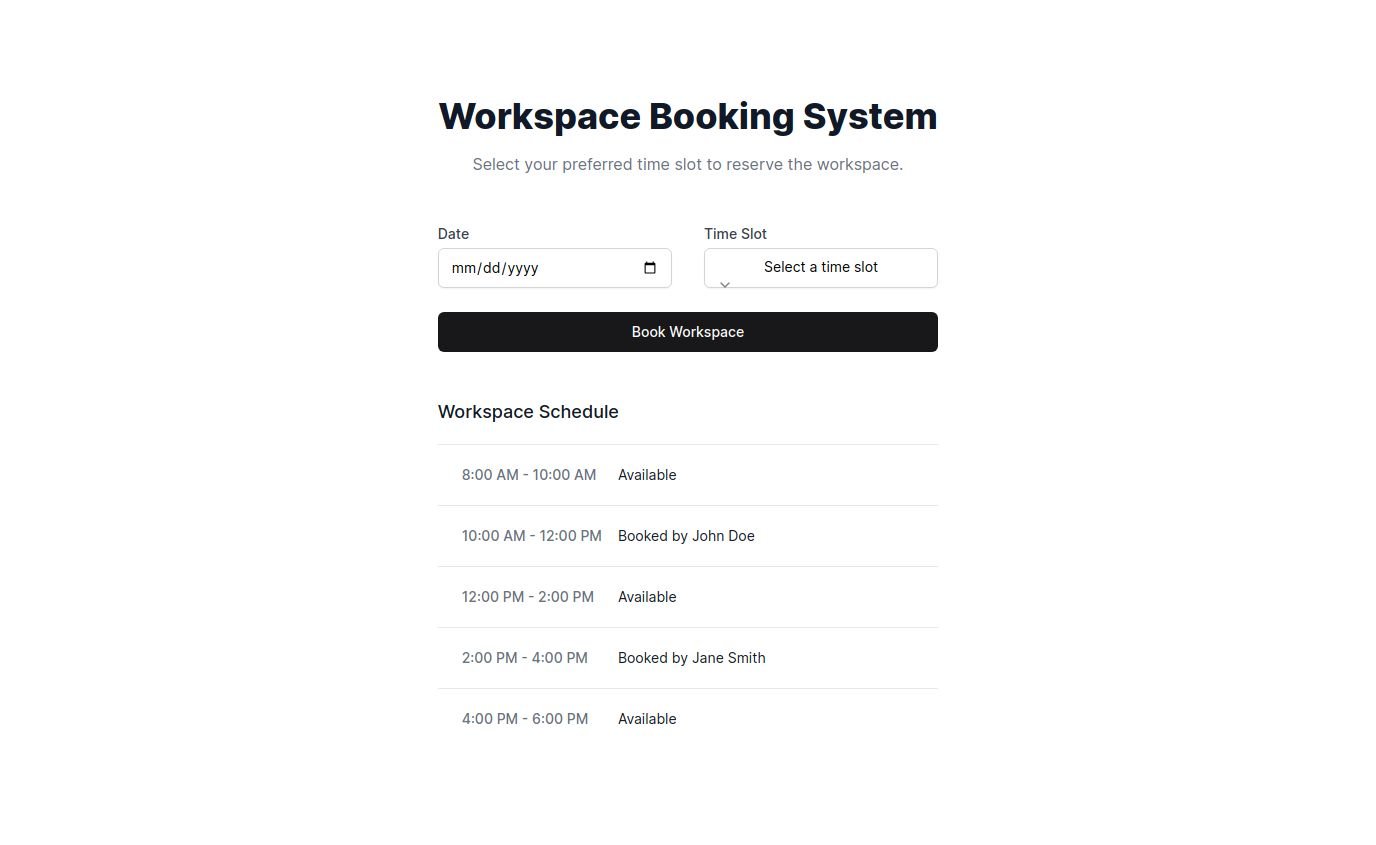 Workspace Booking System
Select your preferred time slot to reserve the workspace.
Date Time Slot
mm/dd/yyyy Select a time slot
Book Workspace
Workspace Schedule
8:00 AM - 10:00 AM Available
10:00 AM - 12:00 PM Booked by John Doe
12:00 PM - 2:00 PM Available
2:00 PM - 4:00 PM Booked by Jane Smith
4:00 PM - 6:00 PM Available